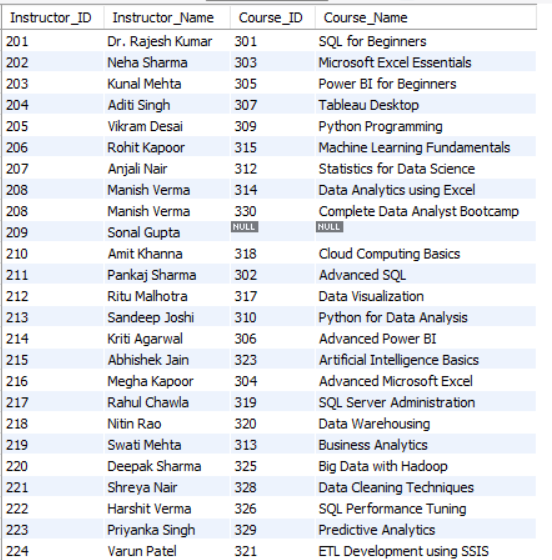 Instructor_ID Instructor_Name Course_ID Course_Name
201 Dr. Rajesh Kumar 301 SQL for Beginners
202 Neha Sharma 303 Microsoft Excel Essentials
203 Kunal Mehta 305 Power BI for Beginners
204 Aditi Singh 307 Tableau Desktop
205 Vikram Desai 309 Python Programming
206 Rohit Kapoor 315 Machine Learning Fundamentals
207 Anjali Nair 312 Statistics for Data Science
208 Manish Verma 314 Data Analytics using Excel
208 Manish Verma 330 Complete Data Analyst Bootcamp
209 Sonal Gupta NULL NULL
210 Amit Khanna 318 Cloud Computing Basics
211 Pankaj Sharma 302 Advanced SQL
212 Ritu Malhotra 317 Data Visualization
213 Sandeep Joshi 310 Python for Data Analysis
214 Kriti Agarwal 306 Advanced Power BI
215 Abhishek Jain 323 Artificial Intelligence Basics
216 Megha Kapoor 304 Advanced Microsoft Excel
217 Rahul Chawla 319 SQL Server Administration
218 Nitin Rao 320 Data Warehousing
219 Swati Mehta 313 Business Analytics
220 Deepak Sharma 325 Big Data with Hadoop
221 Shreya Nair 328 Data Cleaning Techniques
222 Harshit Verma 326 SQL Performance Tuning
223 Priyanka Singh 329 Predictive Analytics
224 Varun Patel 321 ETL Development using SSIS